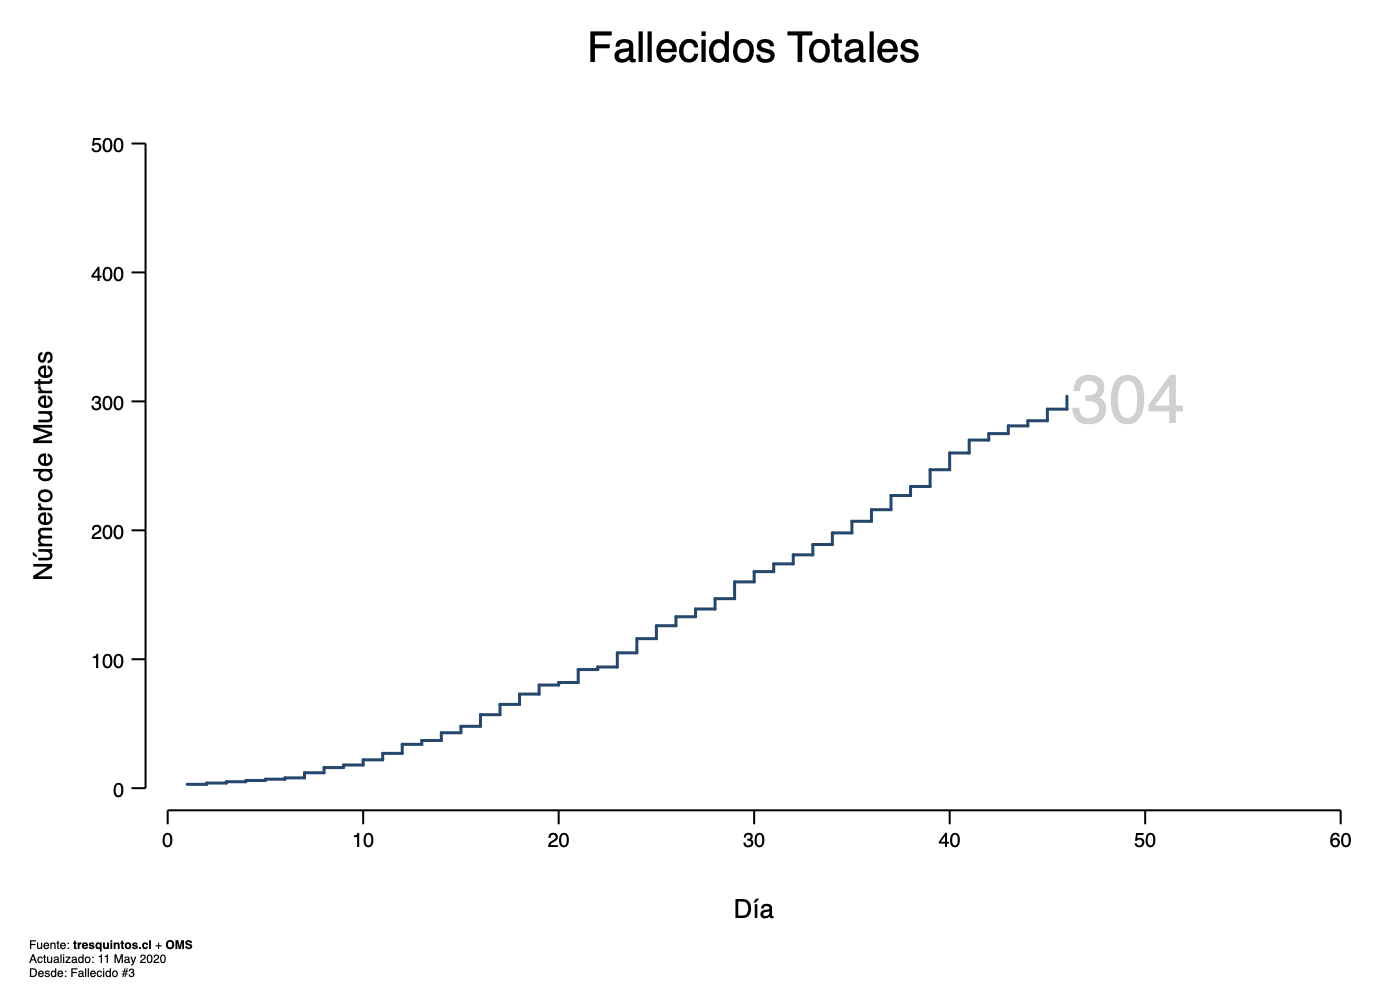 Fallecidos Totales
500
400
300
200
100
0
Número de Muertes
304
0 10 20 30 40 50 60
Día
Fuente: tresquintos.cl + OMS
Actualizado: 11 May 2020
Desde: Fallecido #3